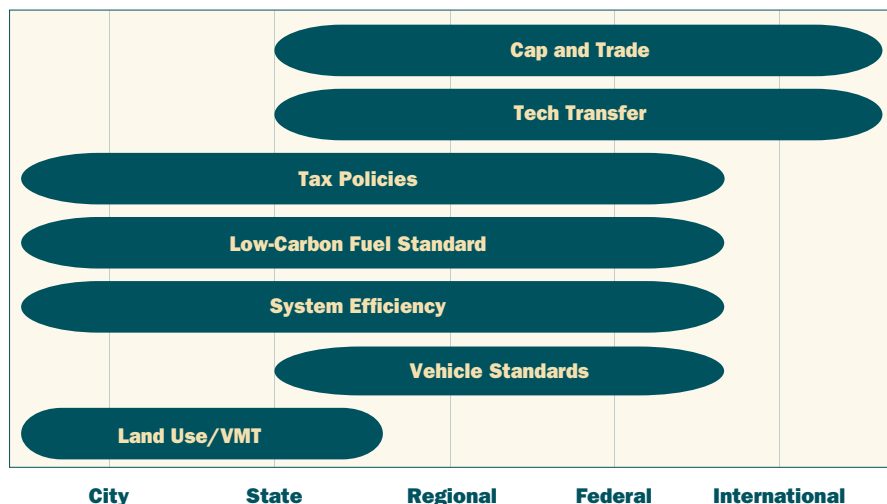 Cap and Trade
Tech Transfer
Tax Policies
Low-Carbon Fuel Standard
System Efficiency
Vehicle Standards
Land Use/VMT
City State Regional Federal International